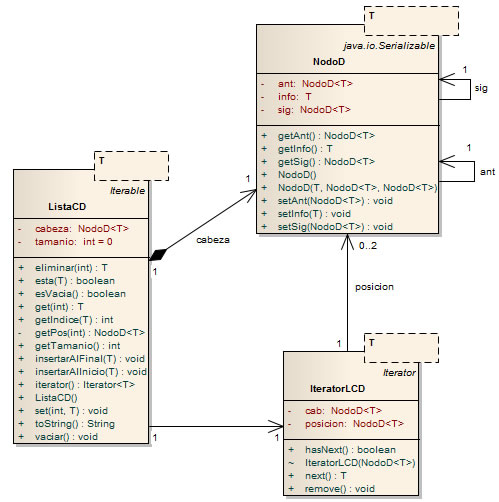 T
java.io.Serializable
NodoD
- ant: NodoD<T>
- info: T
- sig: NodoD<T>
+ getAnt() : NodoD<T>
+ getInfo() : T
+ getSig() : NodoD<T>
+ NodoD()
+ NodoD(T, NodoD<T>, NodoD<T>)
+ setAnt(NodoD<T>) : void
+ setInfo(T) : void
+ setSig(NodoD<T>) : void
1
sig
1
ant
T
Iterable
ListaCD
- cabeza: NodoD<T>
- tamanio: int = 0
+ eliminar(int) : T
+ esta(T) : boolean
+ esVacia() : boolean
+ get(int) : T
+ getIndice(T) : int
- getPos(int) : NodoD<T>
+ getTamanio() : int
+ insertarAlFinal(T) : void
+ insertarAlInicio(T) : void
+ iterator() : Iterator<T>
+ ListaCD()
+ set(int, T) : void
+ toString() : String
+ vaciar() : void
1
cabeza
1
0..2
posicion
1
1
1
T
Iterator
IteratorLCD
- cab: NodoD<T>
- posicion: NodoD<T>
+ hasNext() : boolean
~ IteratorLCD(NodoD<T>)
+ next() : T
+ remove() : void